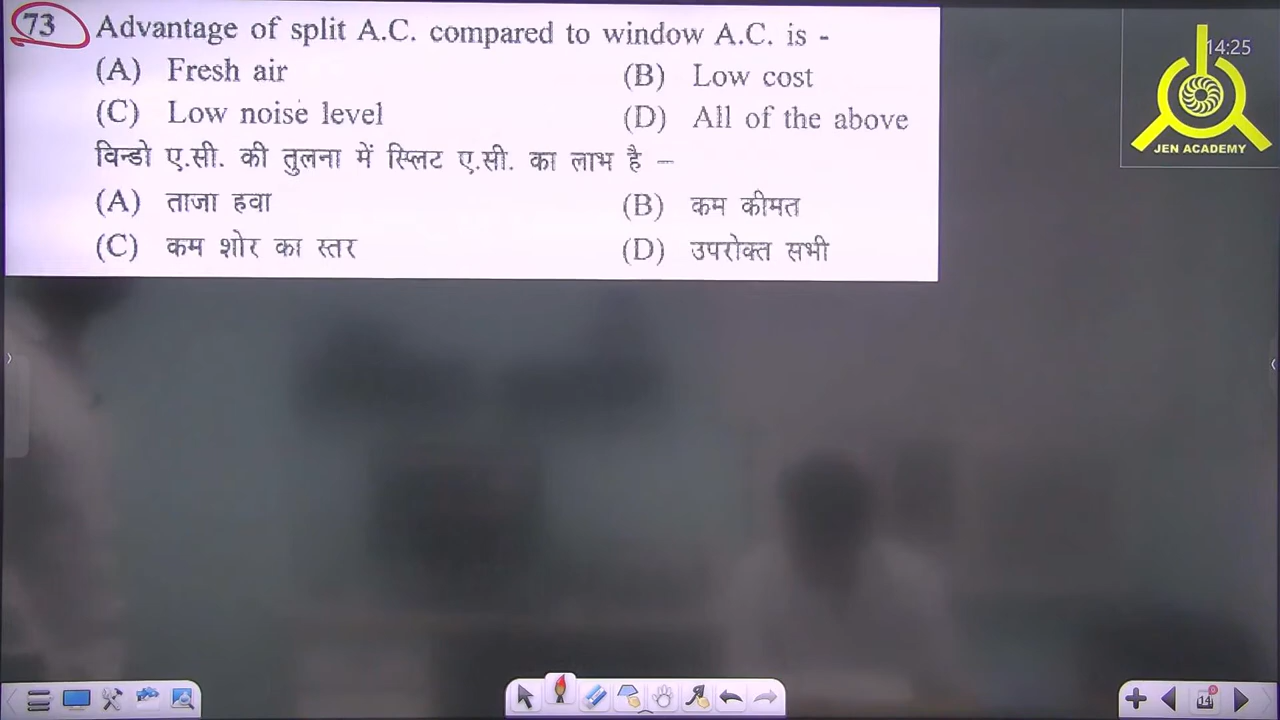 73 Advantage of split A.C. compared to window A.C. is -
(A) Fresh air (B) Low cost
(C) Low noise level (D) All of the above
विन्डो ए.सी. की तुलना में स्प्लिट ए.सी. का लाभ है –
(A) ताजा हवा (B) कम कीमत
(C) कम शोर का स्तर (D) उपरोक्त सभी
14:25
JEN ACADEMY
14